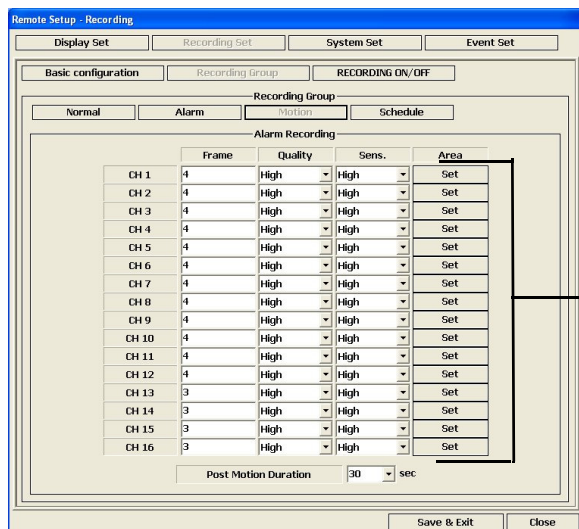 Remote Setup - Recording
Display Set Recording Set System Set Event Set
Basic configuration Recording Group RECORDING ON/OFF
Recording Group
Normal Alarm Motion Schedule
Alarm Recording
Frame Quality Sens. Area
CH 1 4 High High Set
CH 2 4 High High Set
CH 3 4 High High Set
CH 4 4 High High Set
CH 5 4 High High Set
CH 6 4 High High Set
CH 7 4 High High Set
CH 8 4 High High Set
CH 9 4 High High Set
CH 10 4 High High Set
CH 11 4 High High Set
CH 12 4 High High Set
CH 13 3 High High Set
CH 14 3 High High Set
CH 15 3 High High Set
CH 16 3 High High Set
Post Motion Duration 30 sec
Save & Exit Close